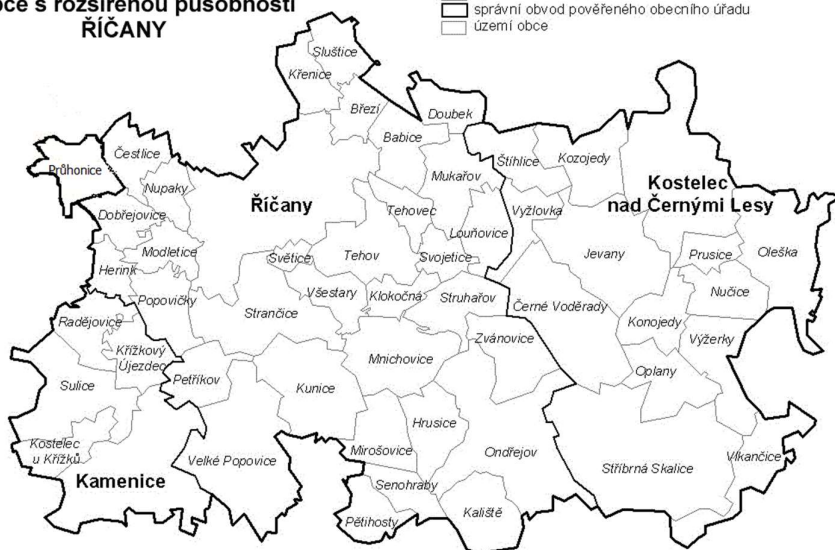 obce s rozšířenou působností
ŘÍČANY
správní obvod pověřeného obecního úřadu
území obce
Sluštice
Křenice
Březí
Doubek
Babice
Čestlice
Průhonice
Nupaky
Mukařov
Štíhlice
Kozojedy
Kostelec
nad Černými Lesy
Říčany
Dobřejovice
Tehovec
Vyžlovka
Louňovice
Modletice
Herink
Světice
Tehov
Svojetice
Jevany
Prusice
Oleška
Popovičky
Všestary
Klokočná
Struhařov
Nučice
Strančice
Černé Voděrady
Radějovice
Konojedy
Křížkový
Újezdec
Zvánovice
Výžerky
Mnichovice
Petříkov
Oplany
Sulice
Kunice
Hrusice
Kostelec
u Křížků
Velké Popovice
Mirošovice
Ondřejov
Vlkančice
Stříbrná Skalice
Kamenice
Senohraby
Kaliště
Pětihosty